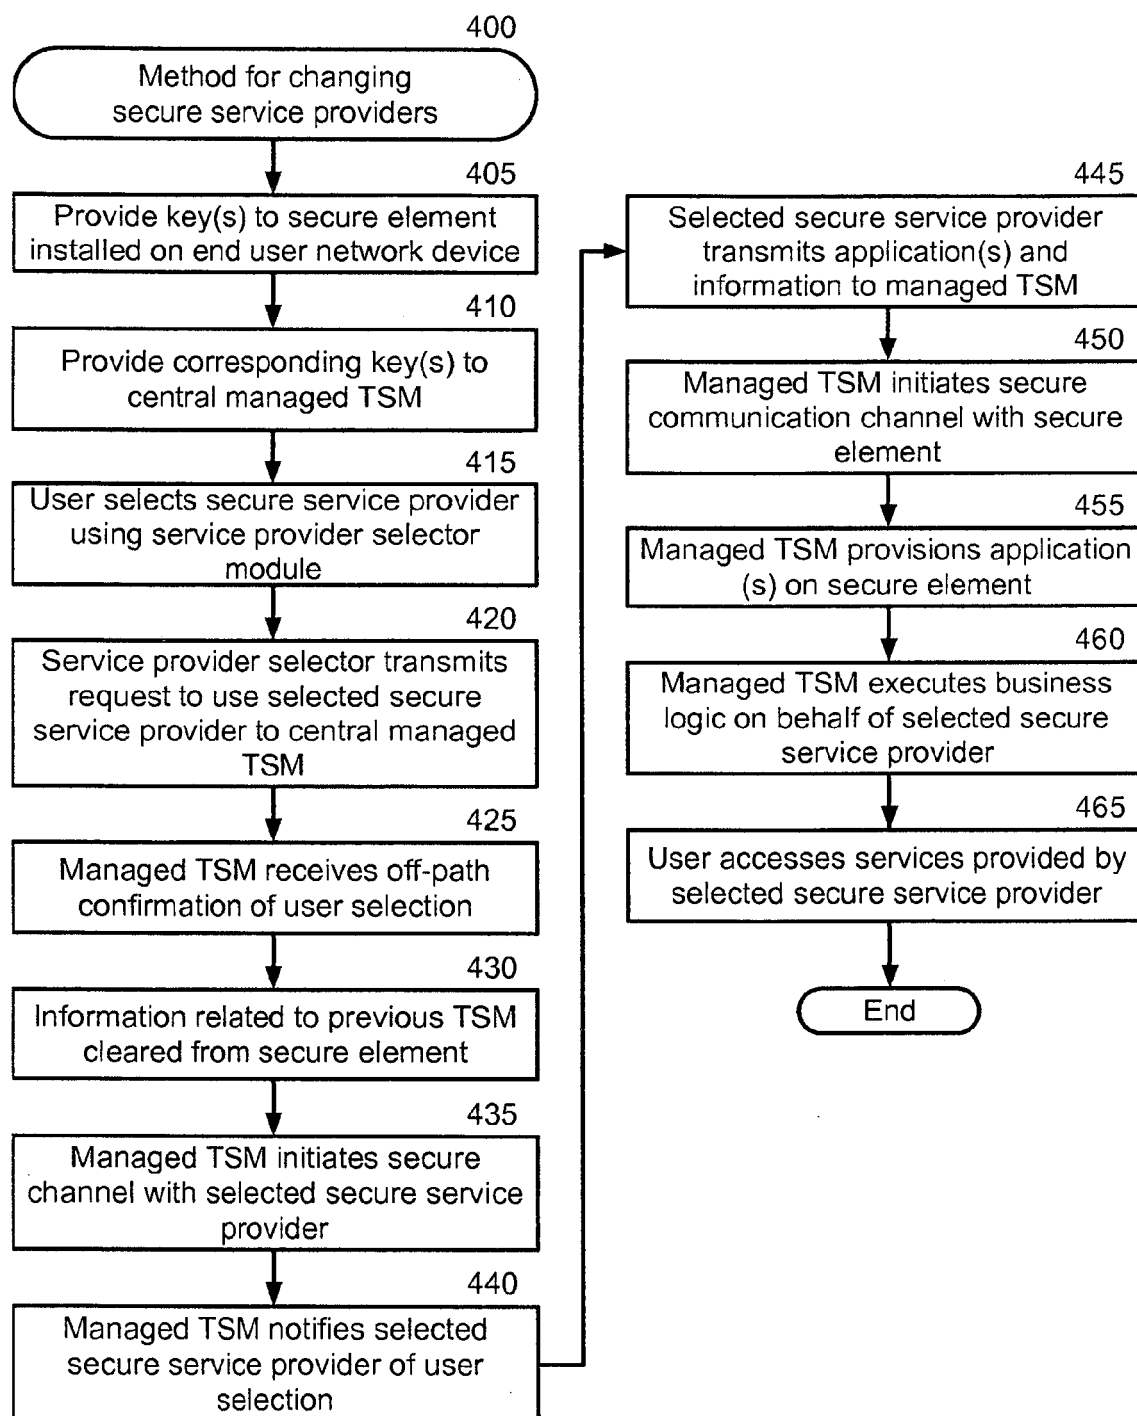 400
Method for changing
secure service providers
405
Provide key(s) to secure element
installed on end user network device
410
Provide corresponding key(s) to
central managed TSM
415
User selects secure service provider
using service provider selector
module
420
Service provider selector transmits
request to use selected secure
service provider to central managed
TSM
425
Managed TSM receives off-path
confirmation of user selection
430
Information related to previous TSM
cleared from secure element
435
Managed TSM initiates secure
channel with selected secure service
provider
440
Managed TSM notifies selected
secure service provider of user
selection
445
Selected secure service provider
transmits application(s) and
information to managed TSM
450
Managed TSM initiates secure
communication channel with secure
element
455
Managed TSM provisions application
(s) on secure element
460
Managed TSM executes business
logic on behalf of selected secure
service provider
465
User accesses services provided by
selected secure service provider
End